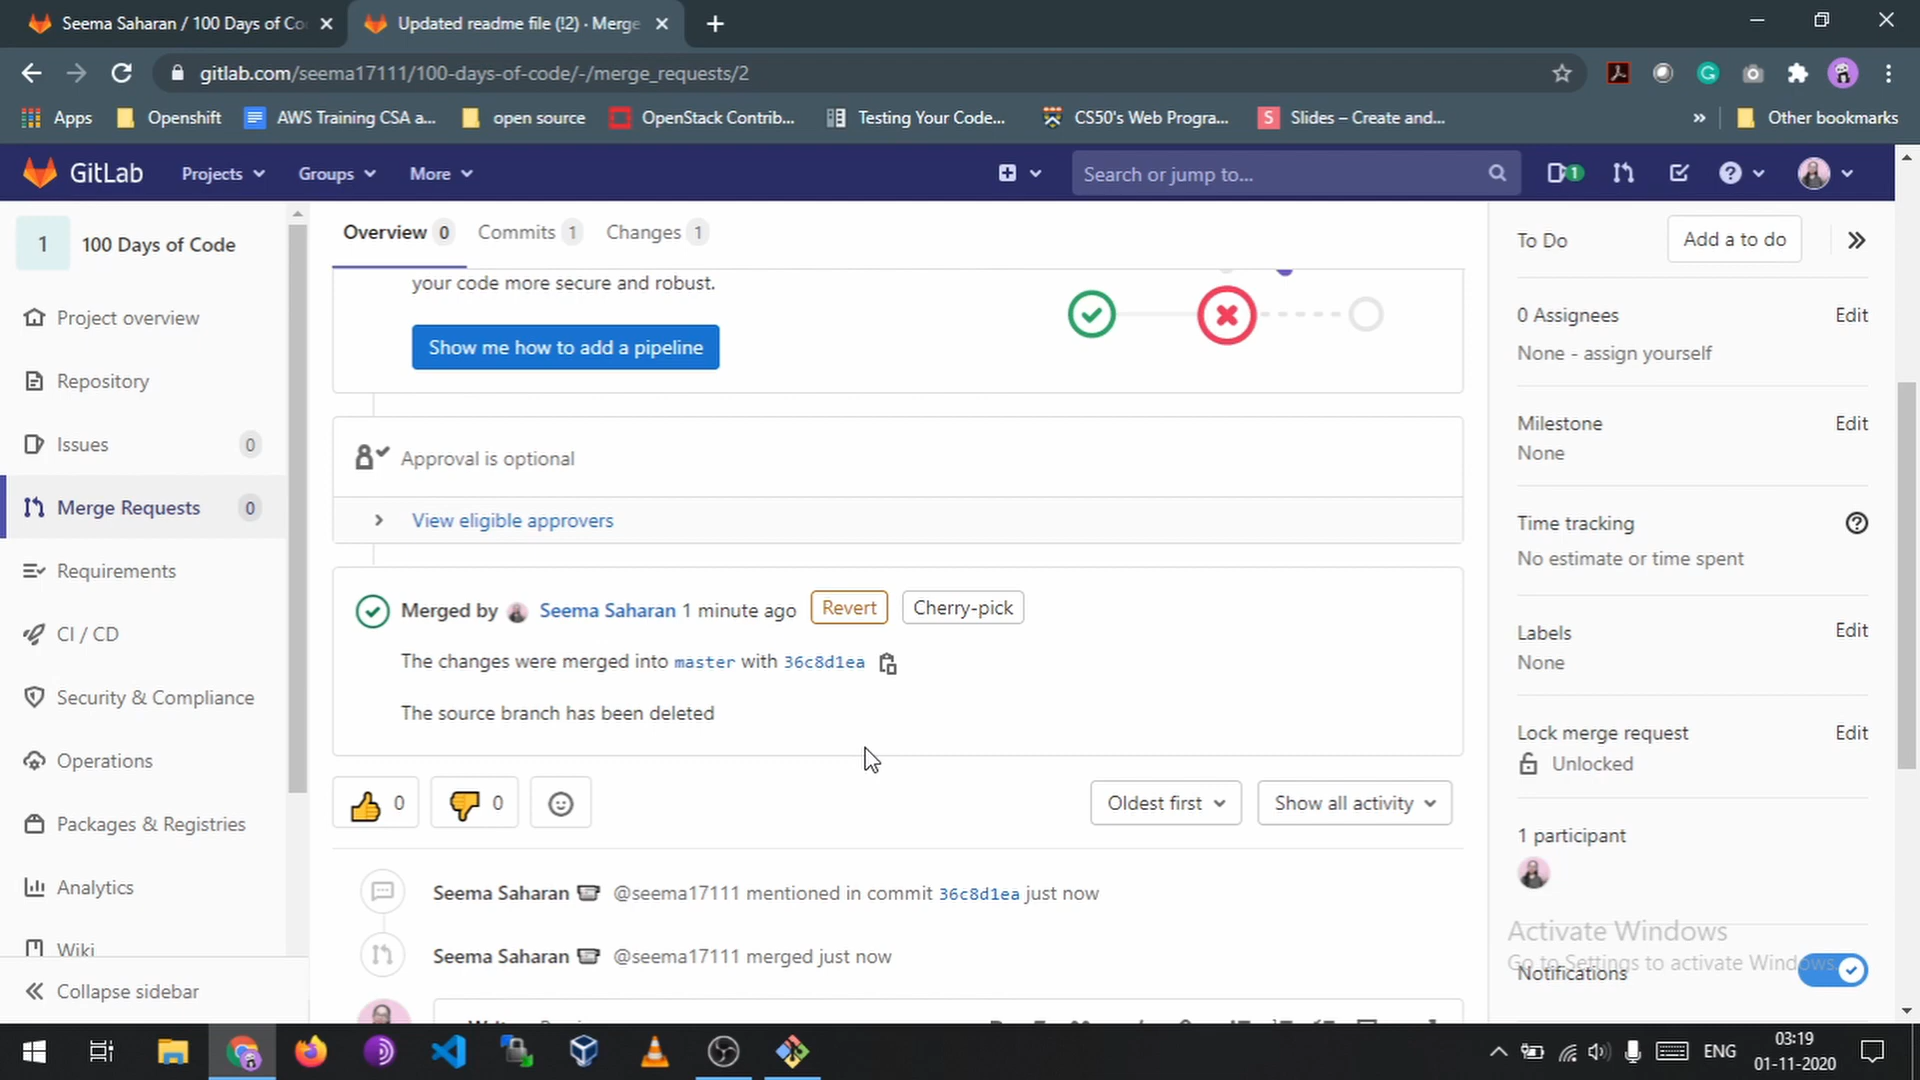 Seema Saharan / 100 Days of Co
Updated readme file (!2) · Merge
gitlab.com/seema17111/100-days-of-code/-/merge_requests/2
Apps
Openshift
AWS Training CSA a...
open source
OpenStack Contrib...
Testing Your Code...
CS50's Web Progra...
S
Slides – Create and...
»
Other bookmarks
GitLab
Projects
Groups
More
Search or jump to...
1
1
100 Days of Code
Project overview
Repository
Issues 0
Merge Requests 0
Requirements
CI / CD
Security & Compliance
Operations
Packages & Registries
Analytics
Wiki
Collapse sidebar
Overview 0
Commits 1
Changes 1
your code more secure and robust.
Show me how to add a pipeline
Approval is optional
View eligible approvers
Merged by Seema Saharan 1 minute ago
Revert
Cherry-pick
The changes were merged into master with 36c8d1ea
The source branch has been deleted
0
0
Oldest first
Show all activity
Seema Saharan @seema17111 mentioned in commit 36c8d1ea just now
Seema Saharan @seema17111 merged just now
To Do
Add a to do
0 Assignees
Edit
None - assign yourself
Milestone
Edit
None
Time tracking
No estimate or time spent
Labels
Edit
None
Lock merge request
Edit
Unlocked
1 participant
Activate Windows
Go to Settings to activate Windows.
Notifications
ENG
03:19
01-11-2020